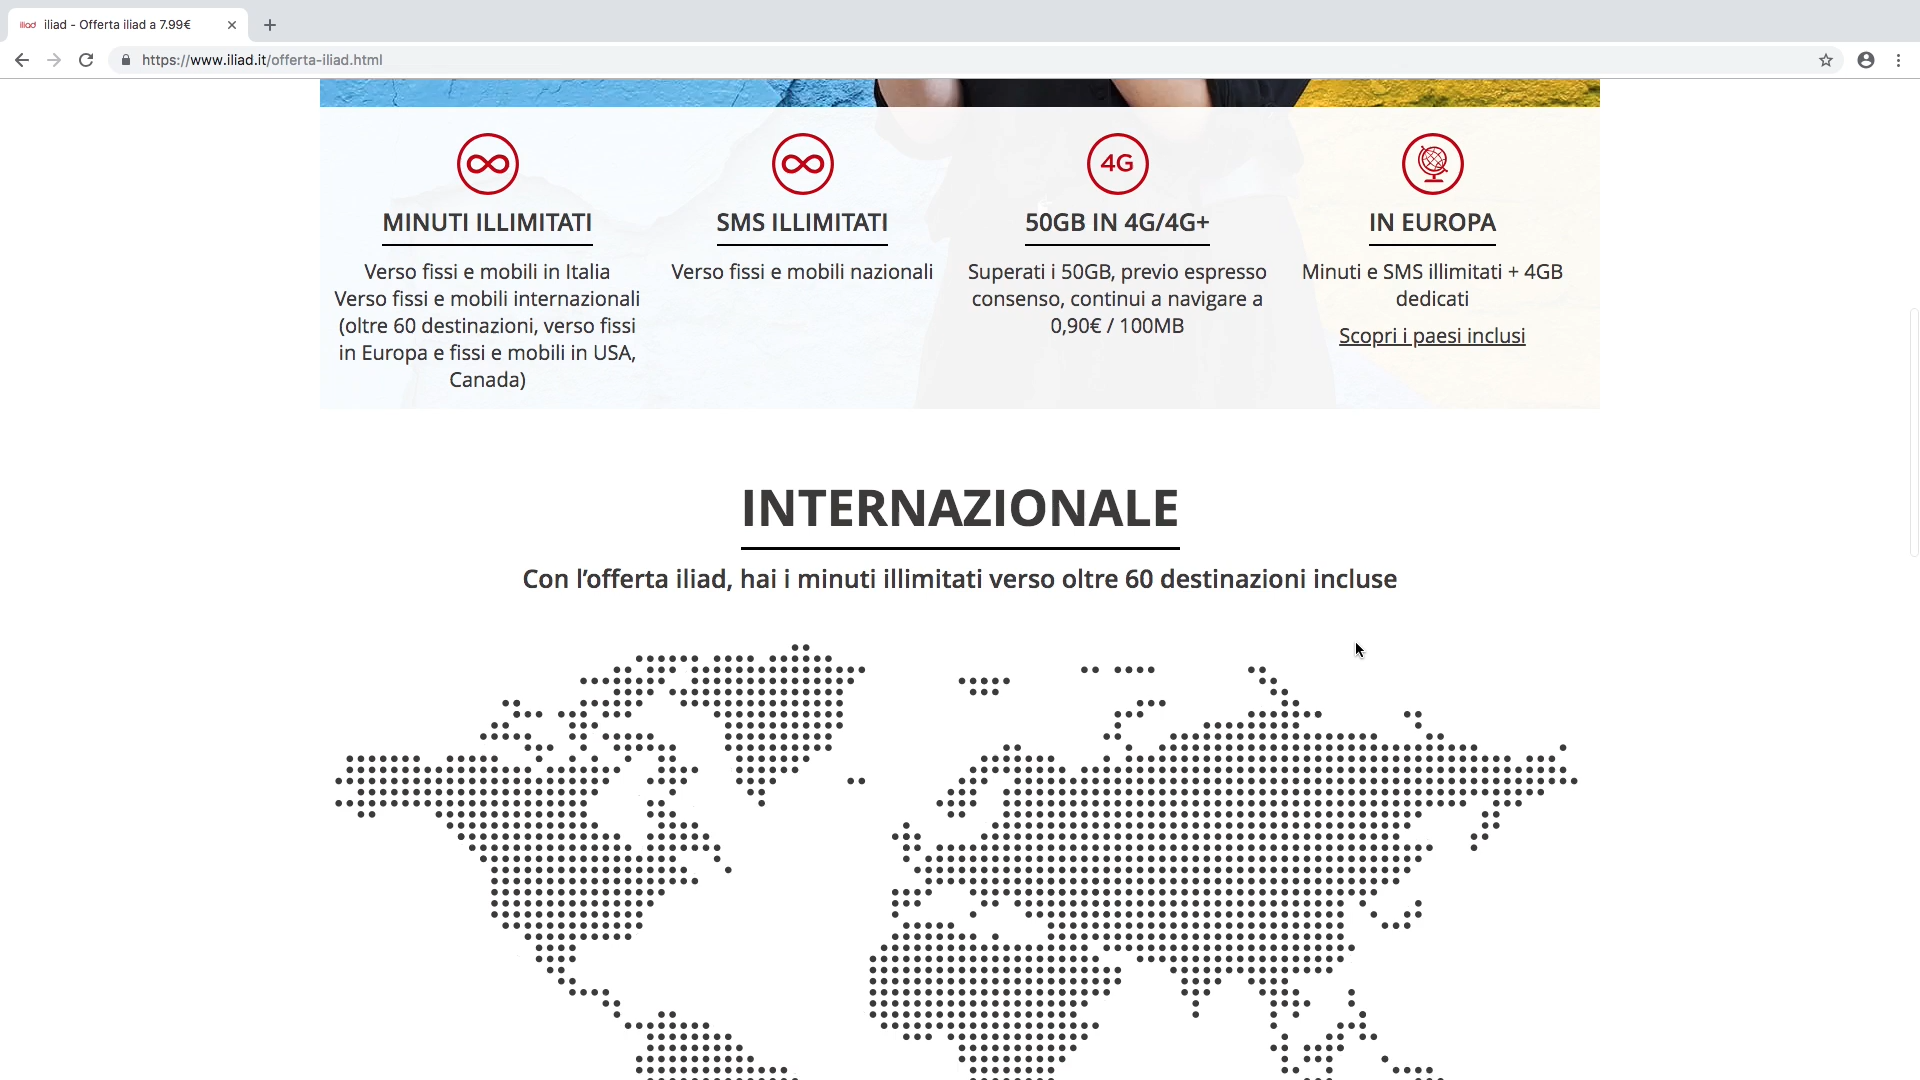 iliad iliad - Offerta iliad a 7.99€
https://www.iliad.it/offerta-iliad.html
MINUTI ILLIMITATI
Verso fissi e mobili in Italia
Verso fissi e mobili internazionali
(oltre 60 destinazioni, verso fissi
in Europa e fissi e mobili in USA,
Canada)
SMS ILLIMITATI
Verso fissi e mobili nazionali
4G
50GB IN 4G/4G+
Superati i 50GB, previo espresso
consenso, continui a navigare a
0,90€ / 100MB
IN EUROPA
Minuti e SMS illimitati + 4GB
dedicati
Scopri i paesi inclusi
INTERNAZIONALE
Con l’offerta iliad, hai i minuti illimitati verso oltre 60 destinazioni incluse